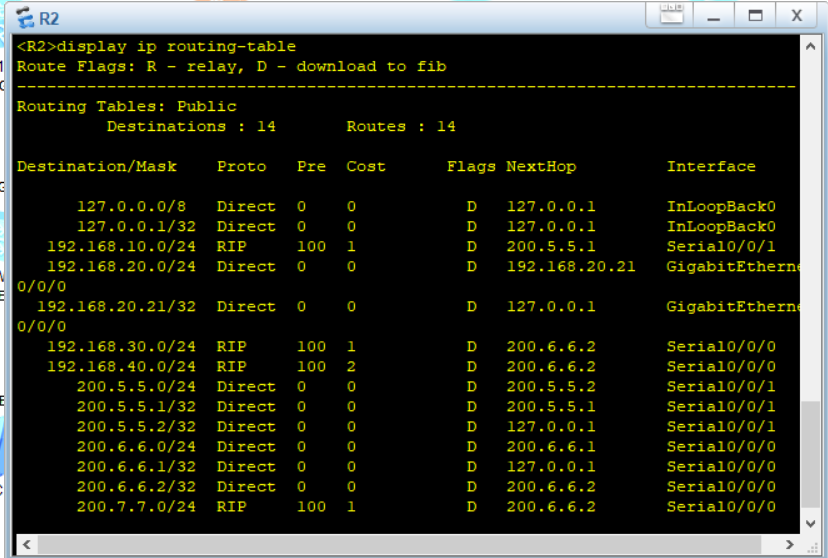 R2
<R2>display ip routing-table
Route Flags: R - relay, D - download to fib
------------------------------------------------------------------------------
Routing Tables: Public
Destinations : 14 Routes : 14
Destination/Mask Proto Pre Cost Flags NextHop Interface
127.0.0.0/8 Direct 0 0 D 127.0.0.1 InLoopBack0
127.0.0.1/32 Direct 0 0 D 127.0.0.1 InLoopBack0
192.168.10.0/24 RIP 100 1 D 200.5.5.1 Serial0/0/1
192.168.20.0/24 Direct 0 0 D 192.168.20.21 GigabitEtherne
0/0/0
192.168.20.21/32 Direct 0 0 D 127.0.0.1 GigabitEtherne
0/0/0
192.168.30.0/24 RIP 100 1 D 200.6.6.2 Serial0/0/0
192.168.40.0/24 RIP 100 2 D 200.6.6.2 Serial0/0/0
200.5.5.0/24 Direct 0 0 D 200.5.5.2 Serial0/0/1
200.5.5.1/32 Direct 0 0 D 200.5.5.1 Serial0/0/1
200.5.5.2/32 Direct 0 0 D 127.0.0.1 Serial0/0/1
200.6.6.0/24 Direct 0 0 D 200.6.6.1 Serial0/0/0
200.6.6.1/32 Direct 0 0 D 127.0.0.1 Serial0/0/0
200.6.6.2/32 Direct 0 0 D 200.6.6.2 Serial0/0/0
200.7.7.0/24 RIP 100 1 D 200.6.6.2 Serial0/0/0